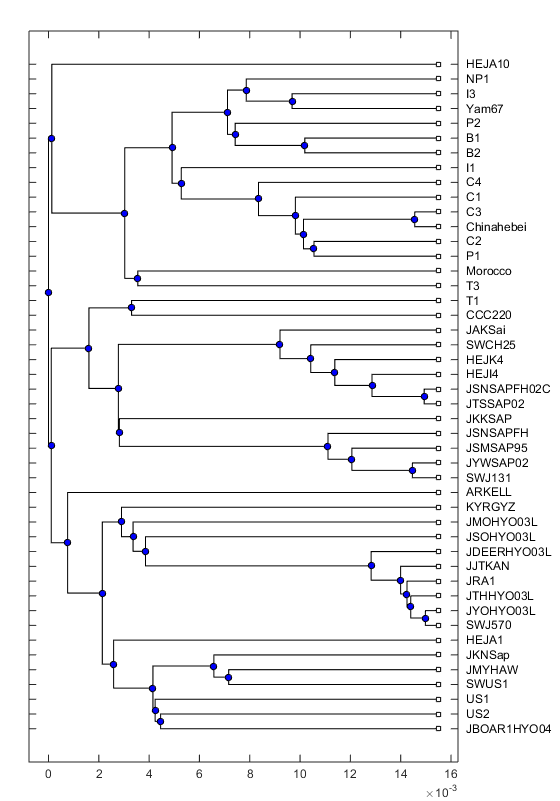 HEJA10
NP1
I3
Yam67
P2
B1
B2
I1
C4
C1
C3
Chinahebei
C2
P1
Morocco
T3
T1
CCC220
JAKSai
SWCH25
HEJK4
HEJI4
JSNSAPFH02C
JTSSAP02
JKKSAP
JSNSAPFH
JSMSAP95
JYWSAP02
SWJ131
ARKELL
KYRGYZ
JMOHYO03L
JSOHYO03L
JDEERHYO03L
JJTKAN
JRA1
JTHHYO03L
JYOHYO03L
SWJ570
HEJA1
JKNSap
JMYHAW
SWUS1
US1
US2
JBOAR1HYO04
0 2 4 6 8 10 12 14 16
×10-3